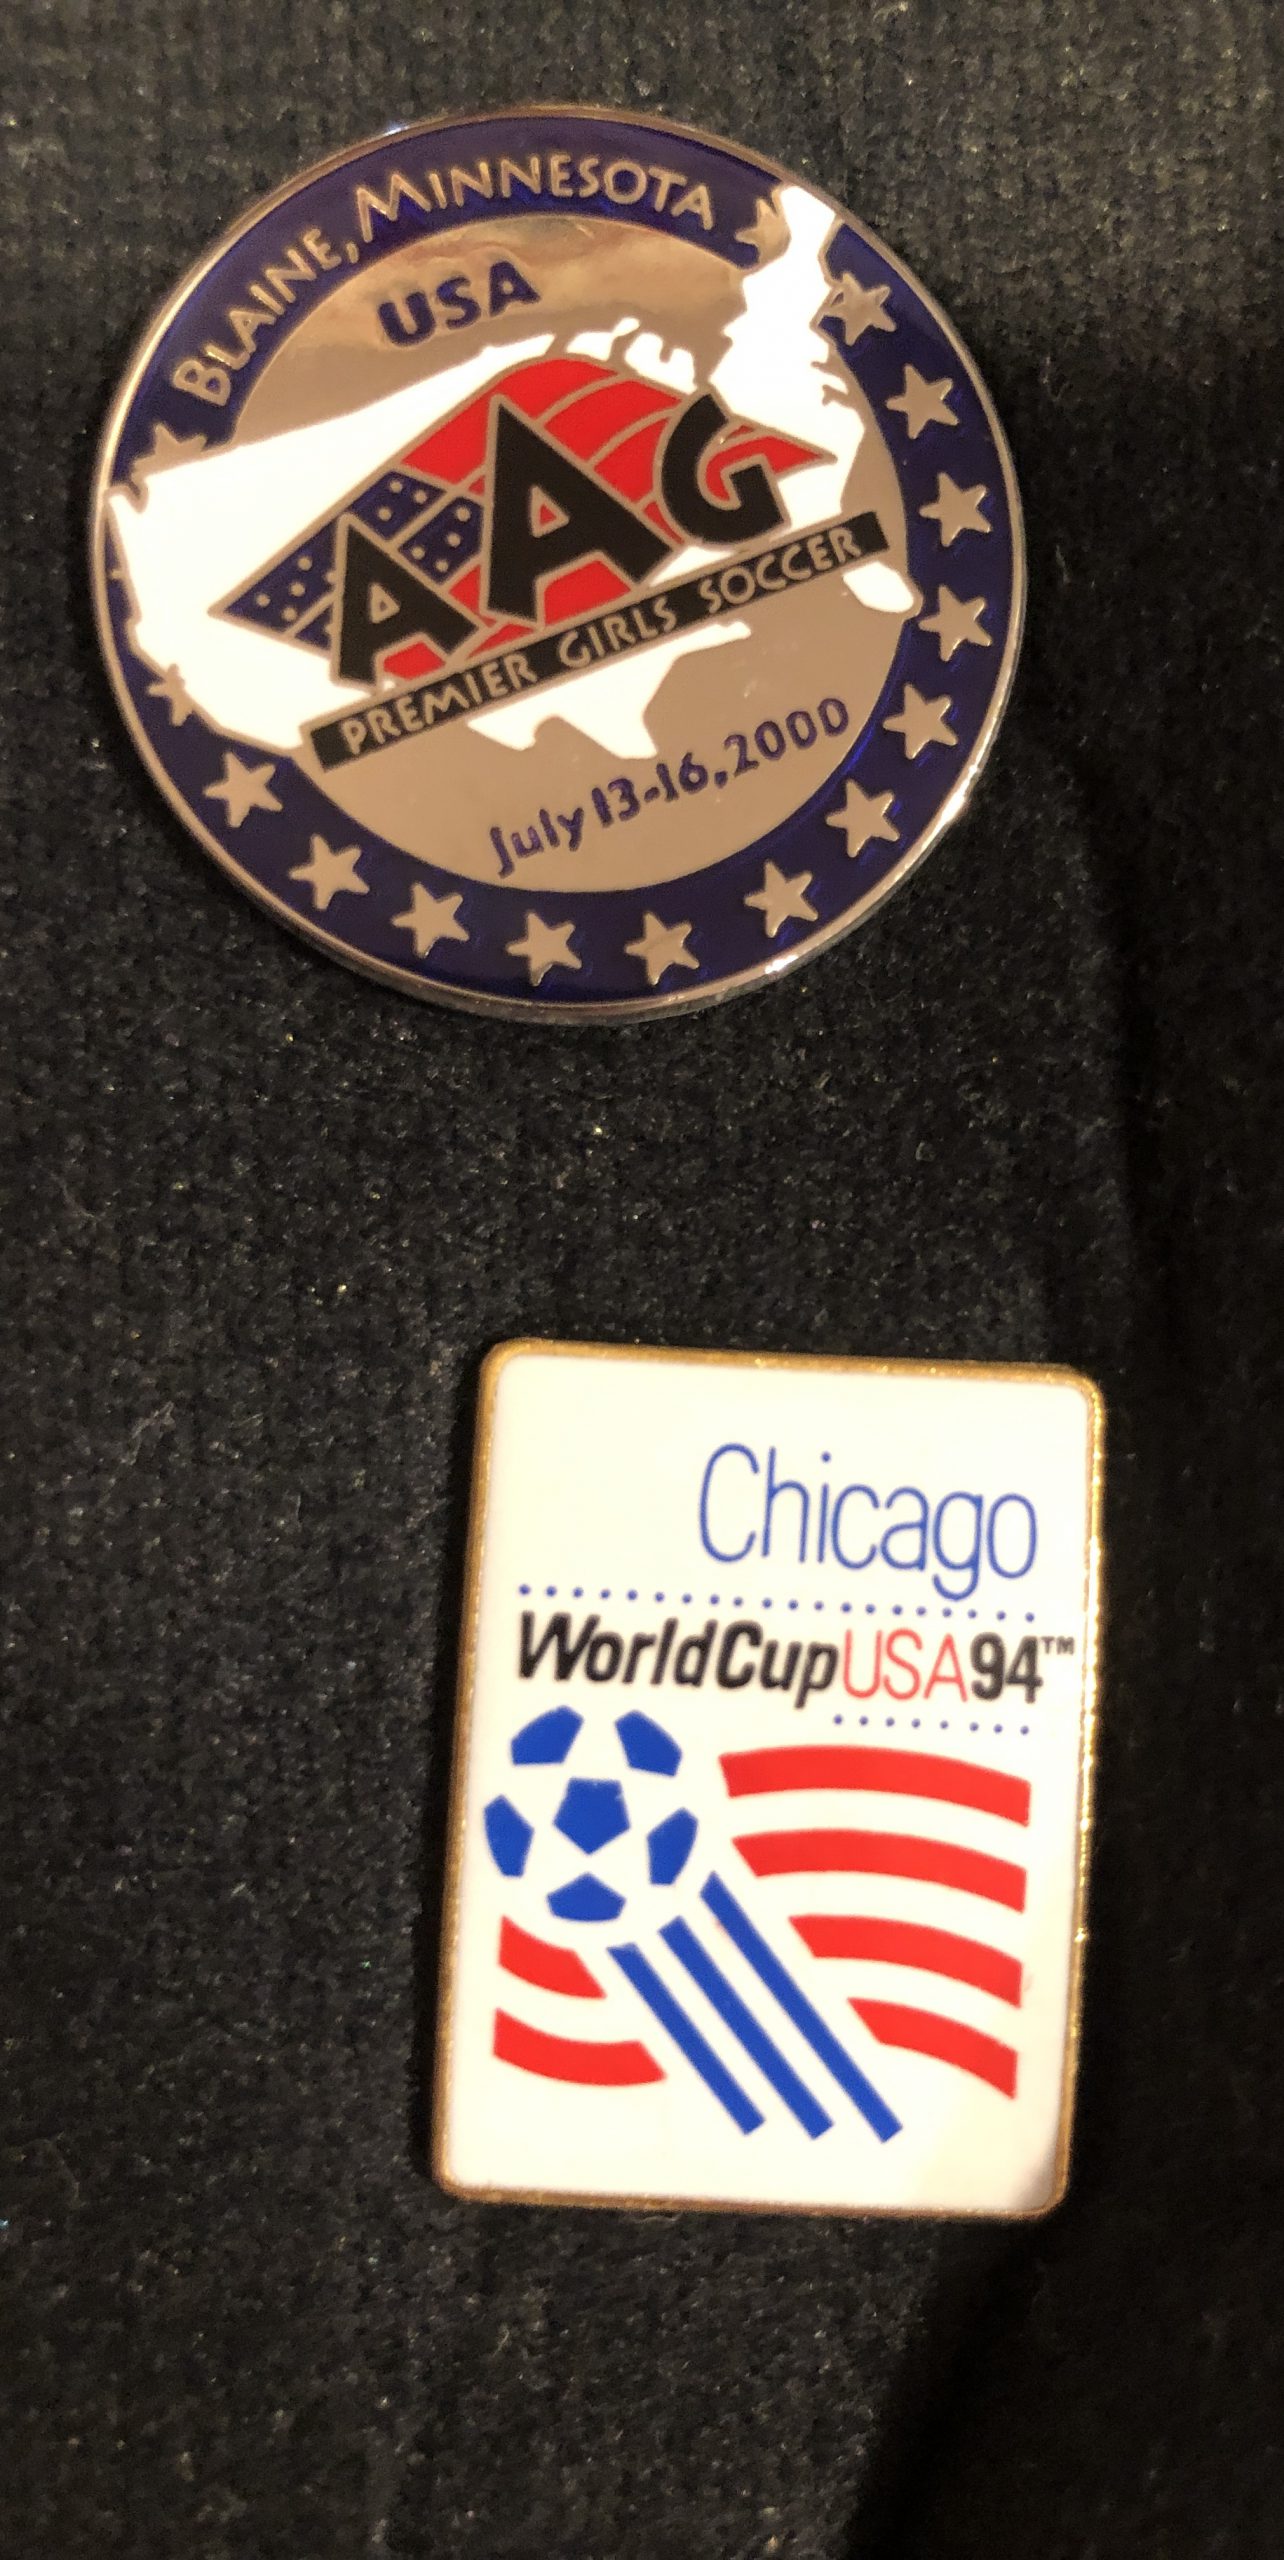 BLAINE, MINNESOTA
USA
AAG
PREMIER GIRLS SOCCER
July 13-16, 2000
Chicago
WorldCupUSA94™